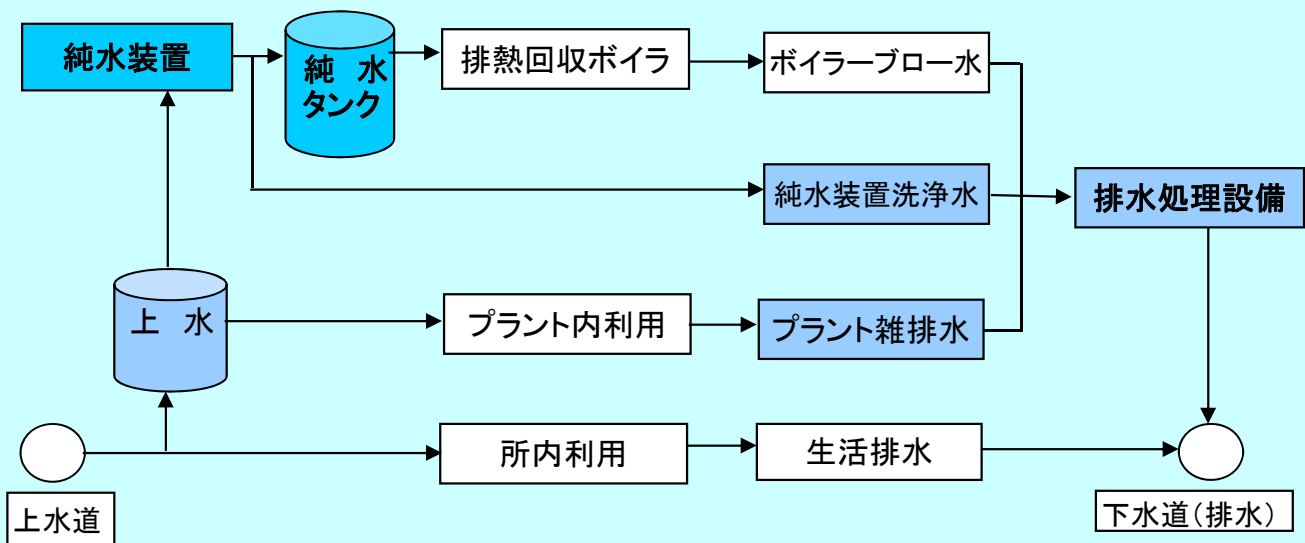 純水装置
純 水
タンク
排熱回収ボイラ
ボイラーブロー水
純水装置洗浄水
排水処理設備
上 水
プラント内利用
プラント雑排水
所内利用
生活排水
上水道
下水道(排水)